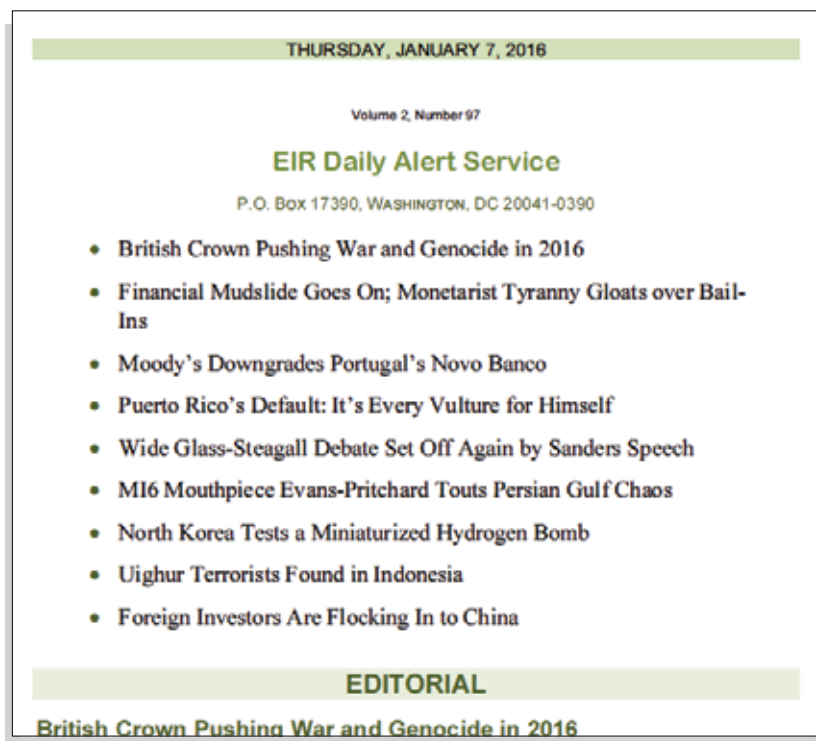 THURSDAY, JANUARY 7, 2016
Volume 2, Number 97
EIR Daily Alert Service
P.O. BOX 17390, WASHINGTON, DC 20041-0390
• British Crown Pushing War and Genocide in 2016
• Financial Mudslide Goes On; Monetarist Tyranny Gloats over Bail-
Ins
• Moody's Downgrades Portugal's Novo Banco
• Puerto Rico's Default: It's Every Vulture for Himself
• Wide Glass-Steagall Debate Set Off Again by Sanders Speech
• MI6 Mouthpiece Evans-Pritchard Touts Persian Gulf Chaos
• North Korea Tests a Miniaturized Hydrogen Bomb
• Uighur Terrorists Found in Indonesia
• Foreign Investors Are Flocking In to China
EDITORIAL
British Crown Pushing War and Genocide in 2016